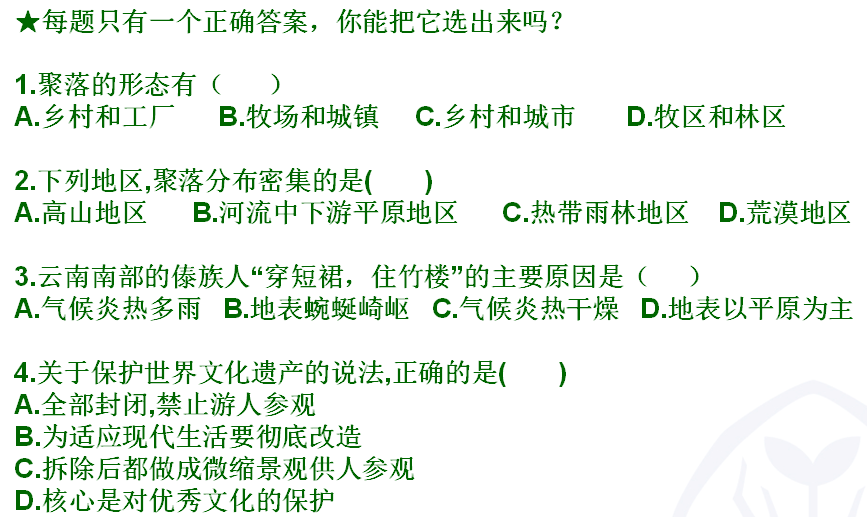 ★每题只有一个正确答案，你能把它选出来吗？
1.聚落的形态有（      ）
A.乡村和工厂      B.牧场和城镇     C.乡村和城市      D.牧区和林区
2.下列地区,聚落分布密集的是(      )
A.高山地区      B.河流中下游平原地区      C.热带雨林地区    D.荒漠地区
3.云南南部的傣族人“穿短裙，住竹楼”的主要原因是（     ）
A.气候炎热多雨   B.地表蜿蜒崎岖   C.气候炎热干燥   D.地表以平原为主
4.关于保护世界文化遗产的说法,正确的是(      )
A.全部封闭,禁止游人参观
B.为适应现代生活要彻底改造
C.拆除后都做成微缩景观供人参观
D.核心是对优秀文化的保护